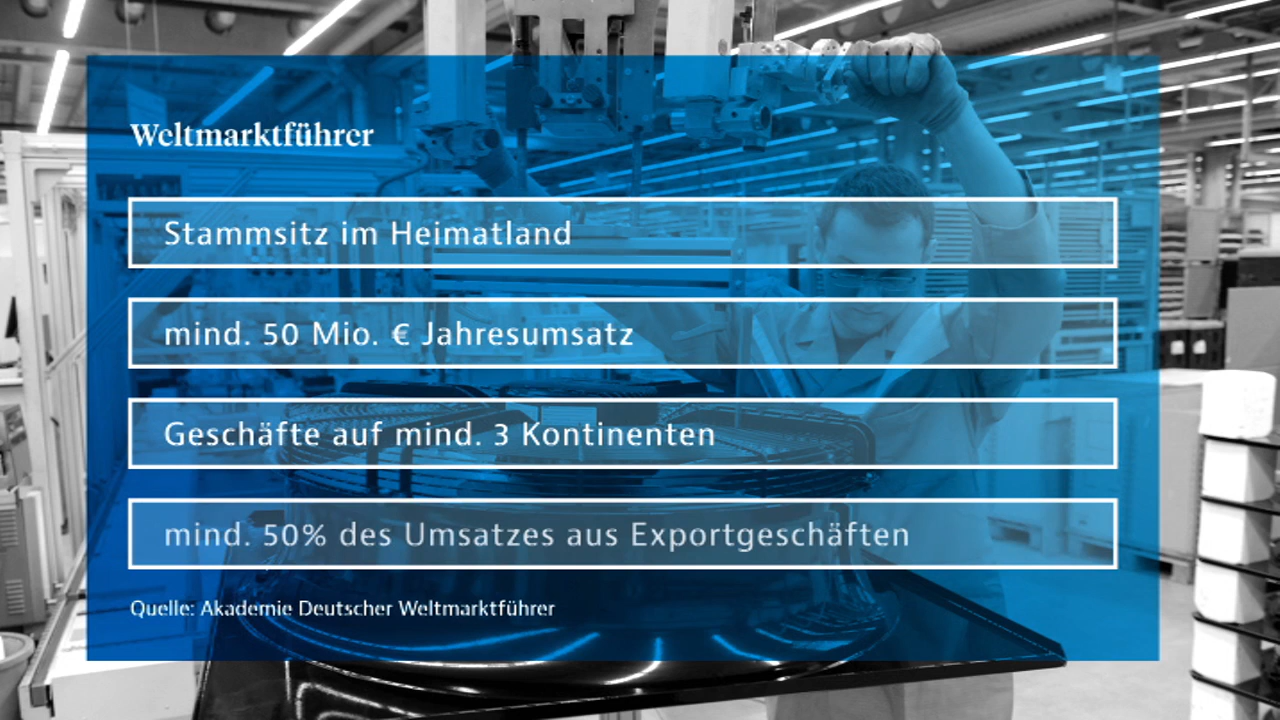 Weltmarktführer
Stammsitz im Heimatland
mind. 50 Mio. € Jahresumsatz
Geschäfte auf mind. 3 Kontinenten
mind. 50% des Umsatzes aus Exportgeschäften
Quelle: Akademie Deutscher Weltmarktführer